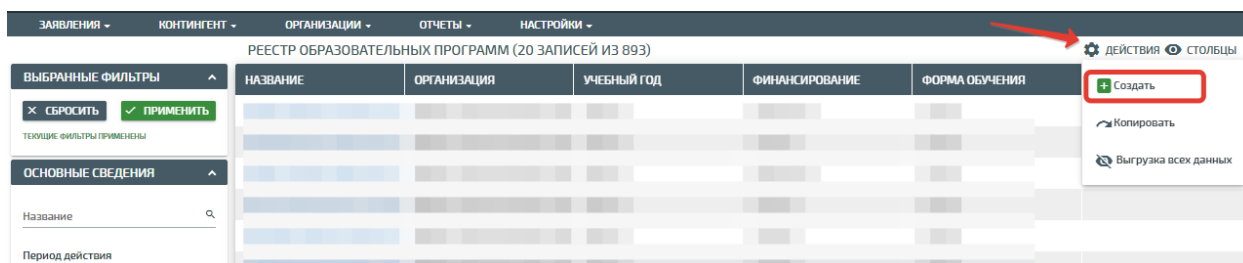 ЗАЯВЛЕНИЯ КОНТИНГЕНТ ОРГАНИЗАЦИИ ОТЧЕТЫ НАСТРОЙКИ
РЕЕСТР ОБРАЗОВАТЕЛЬНЫХ ПРОГРАММ (20 ЗАПИСЕЙ ИЗ 893) ДЕЙСТВИЯ СТОЛБЦЫ
ВЫБРАННЫЕ ФИЛЬТРЫ НАЗВАНИЕ ОРГАНИЗАЦИЯ УЧЕБНЫЙ ГОД ФИНАНСИРОВАНИЕ ФОРМА ОБУЧЕНИЯ
Создать
СБРОСИТЬ ПРИМЕНИТЬ
Копировать
ТЕКУЩИЕ ФИЛЬТРЫ ПРИМЕНЕНЫ
Выгрузка всех данных
ОСНОВНЫЕ СВЕДЕНИЯ
Название
Период действия